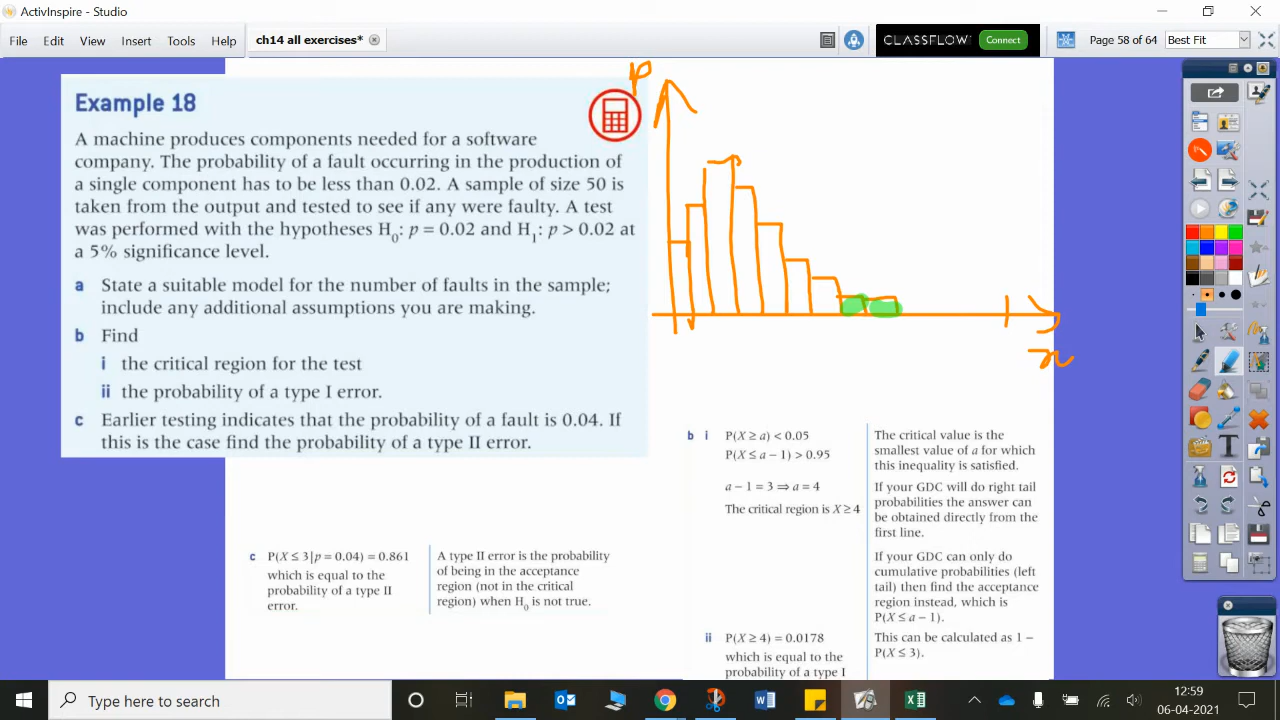 ActivInspire - Studio
File Edit View Insert Tools Help
ch14 all exercises*
CLASSFLOW Connect
Page 58 of 64
Best Fit
Example 18
A machine produces components needed for a software
company. The probability of a fault occurring in the production of
a single component has to be less than 0.02. A sample of size 50 is
taken from the output and tested to see if any were faulty. A test
was performed with the hypotheses H₀: p = 0.02 and H₁: p > 0.02 at
a 5% significance level.
a State a suitable model for the number of faults in the sample;
include any additional assumptions you are making.
b Find
i the critical region for the test
ii the probability of a type I error.
c Earlier testing indicates that the probability of a fault is 0.04. If
this is the case find the probability of a type II error.
p
x
b i P(X ≥ a) < 0.05
P(X ≤ a − 1) > 0.95
a − 1 = 3 ⇒ a = 4
The critical region is X ≥ 4
The critical value is the
smallest value of a for which
this inequality is satisfied.
If your GDC will do right tail
probabilities the answer can
be obtained directly from the
first line.
If your GDC can only do
cumulative probabilities (left
tail) then find the acceptance
region instead, which is
P(X ≤ a − 1).
ii P(X ≥ 4) = 0.0178
which is equal to the
probability of a type I
This can be calculated as 1 −
P(X ≤ 3).
c P(X ≤ 3|p = 0.04) = 0.861
which is equal to the
probability of a type II
error.
A type II error is the probability
of being in the acceptance
region (not in the critical
region) when H₀ is not true.
Type here to search
12:59
06-04-2021